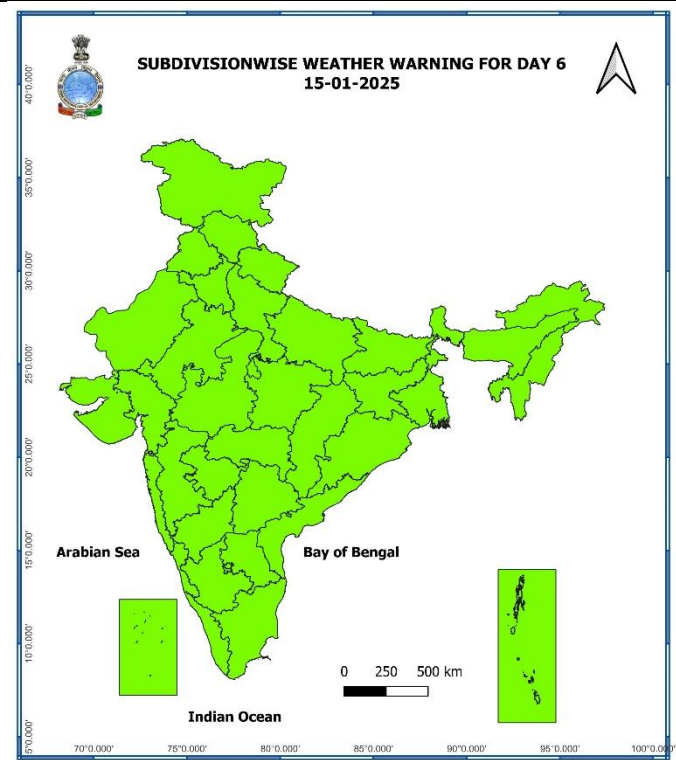 SUBDIVISIONWISE WEATHER WARNING FOR DAY 6
15-01-2025
40°0.000'
35°0.000'
30°0.000'
25°0.000'
20°0.000'
15°0.000'
10°0.000'
5°0.000'
Arabian Sea
Bay of Bengal
0 250 500 km
Indian Ocean
70°0.000' 75°0.000' 80°0.000' 85°0.000' 90°0.000' 95°0.000' 100°0.000'